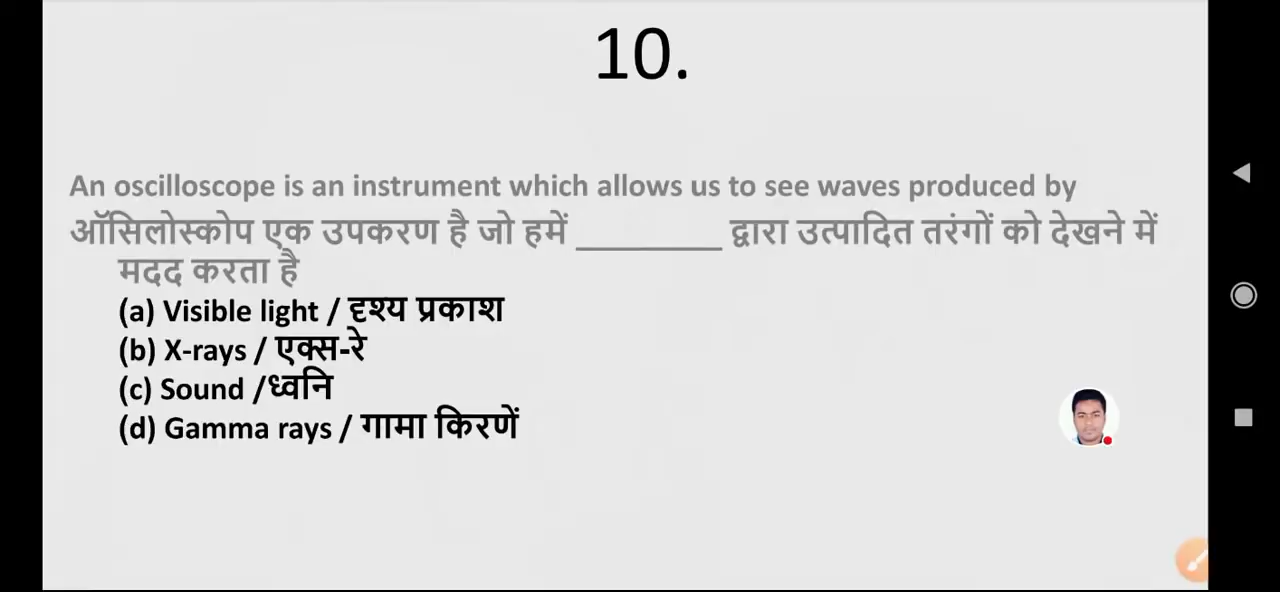 10.
An oscilloscope is an instrument which allows us to see waves produced by
ऑसिलोस्कोप एक उपकरण है जो हमें ________ द्वारा उत्पादित तरंगों को देखने में
मदद करता है
(a) Visible light / दृश्य प्रकाश
(b) X-rays / एक्स-रे
(c) Sound /ध्वनि
(d) Gamma rays / गामा किरणें